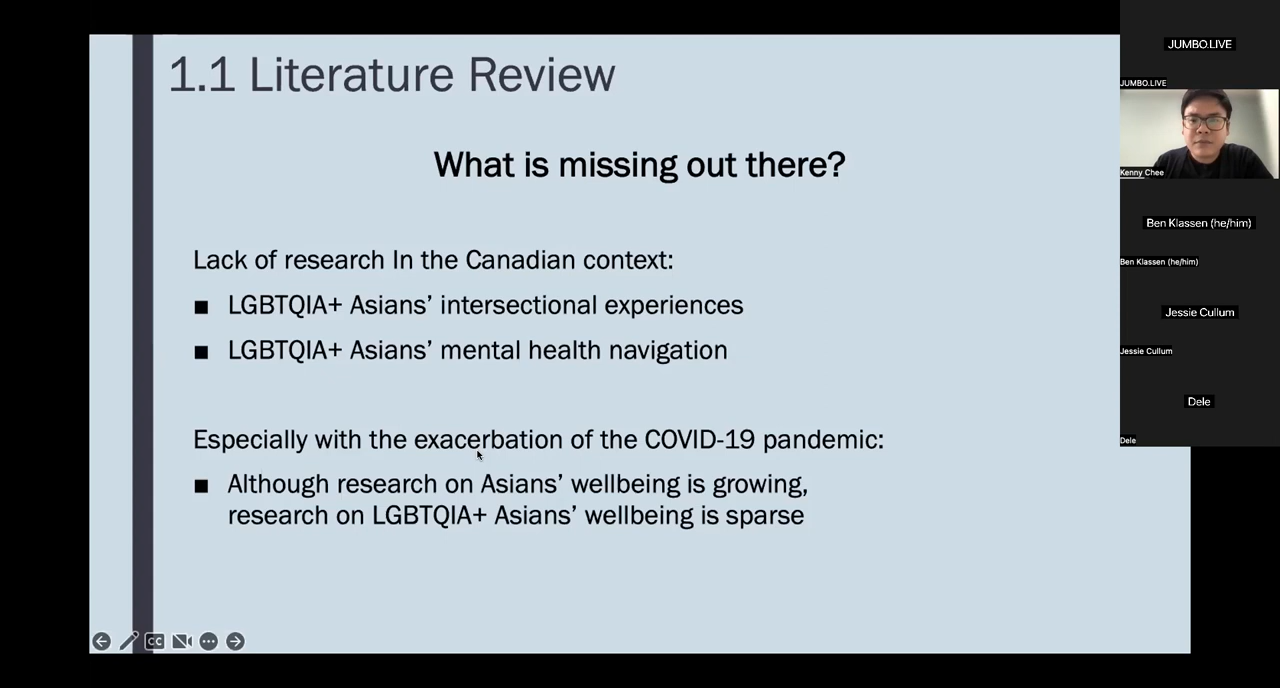 1.1 Literature Review
What is missing out there?
Lack of research In the Canadian context:
■ LGBTQIA+ Asians’ intersectional experiences
■ LGBTQIA+ Asians’ mental health navigation
Especially with the exacerbation of the COVID-19 pandemic:
■ Although research on Asians’ wellbeing is growing,
research on LGBTQIA+ Asians’ wellbeing is sparse
CC
JUMBO.LIVE
JUMBO.LIVE
Kenny Chee
Ben Klassen (he/him)
Ben Klassen (he/him)
Jessie Cullum
Jessie Cullum
Dele
Dele